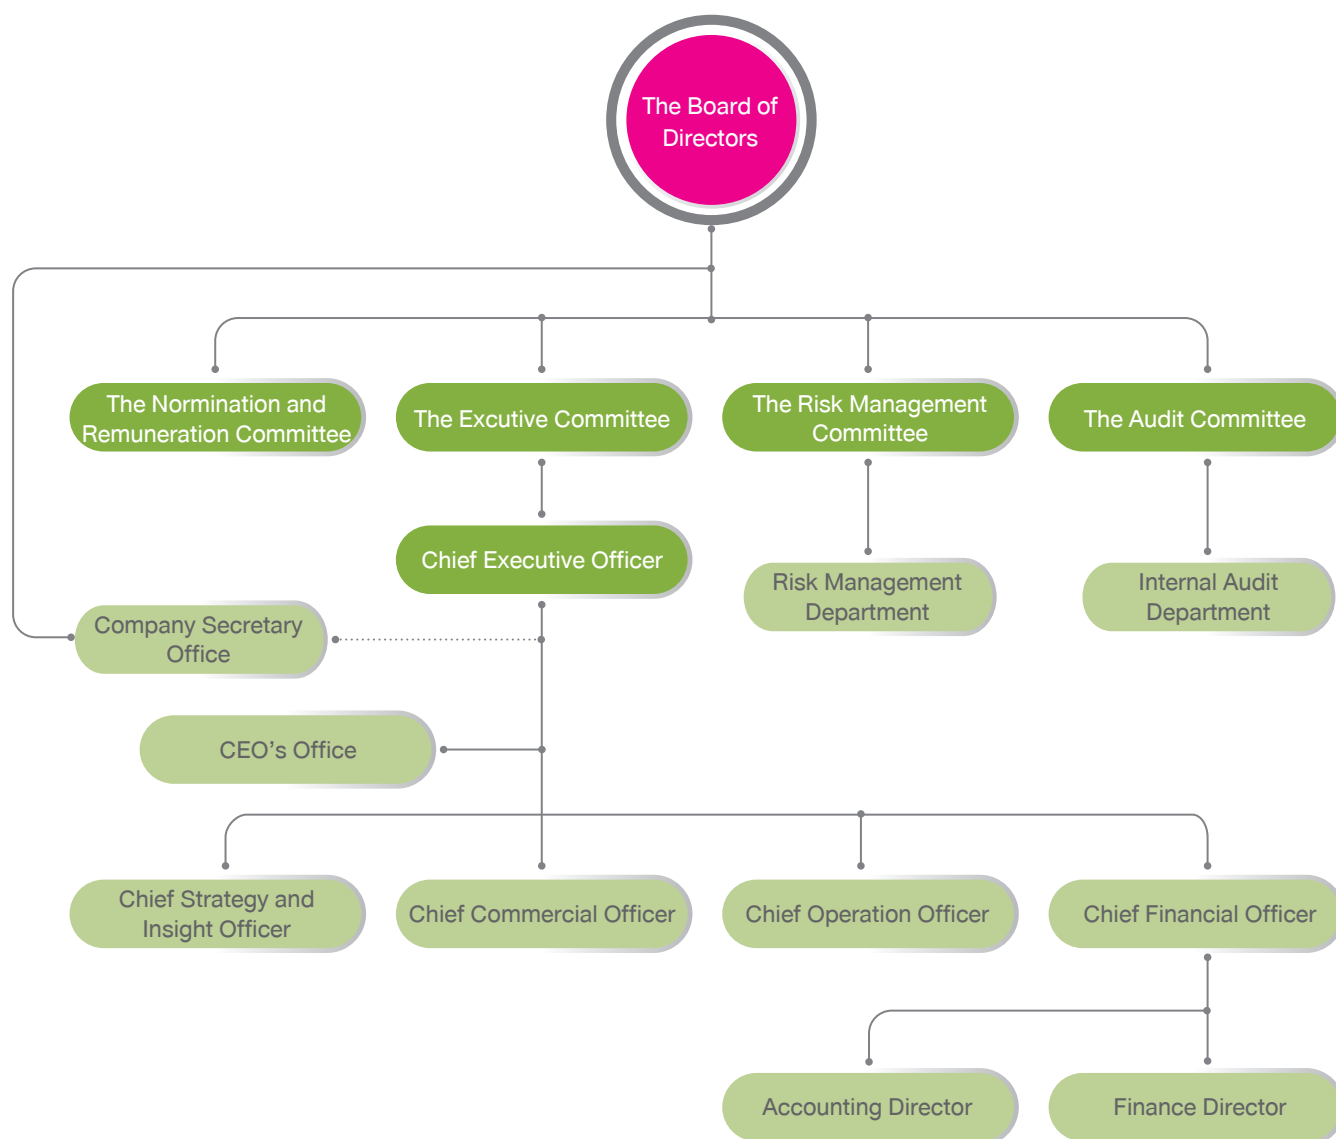 The Board of
Directors
The Normination and
Remuneration Committee
The Excutive Committee
The Risk Management
Committee
The Audit Committee
Chief Executive Officer
Risk Management
Department
Internal Audit
Department
Company Secretary
Office
CEO’s Office
Chief Strategy and
Insight Officer
Chief Commercial Officer
Chief Operation Officer
Chief Financial Officer
Accounting Director
Finance Director